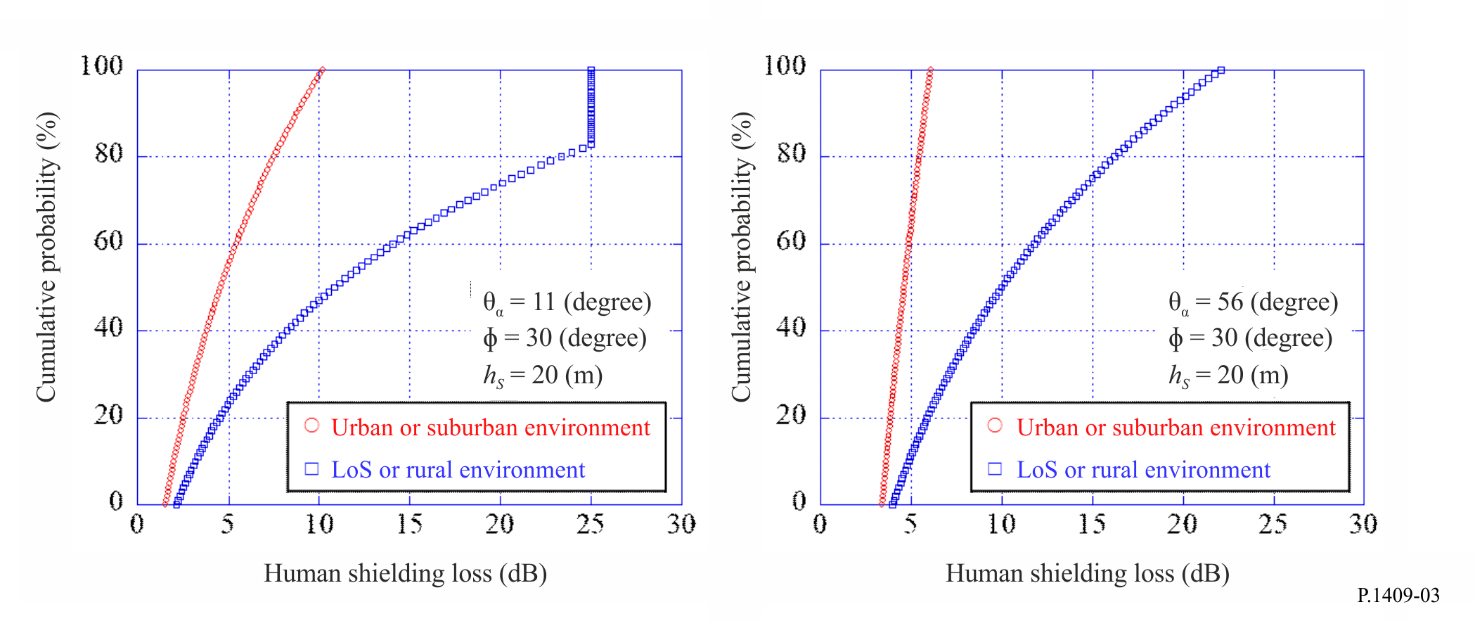 100
80
60
40
20
0
Cumulative probability (%)
θα = 11 (degree)
ϕ = 30 (degree)
hS = 20 (m)
Urban or suburban environment
LoS or rural environment
0 5 10 15 20 25 30
Human shielding loss (dB)
100
80
60
40
20
0
Cumulative probability (%)
θα = 56 (degree)
ϕ = 30 (degree)
hS = 20 (m)
Urban or suburban environment
LoS or rural environment
0 5 10 15 20 25 30
Human shielding loss (dB)
P.1409-03